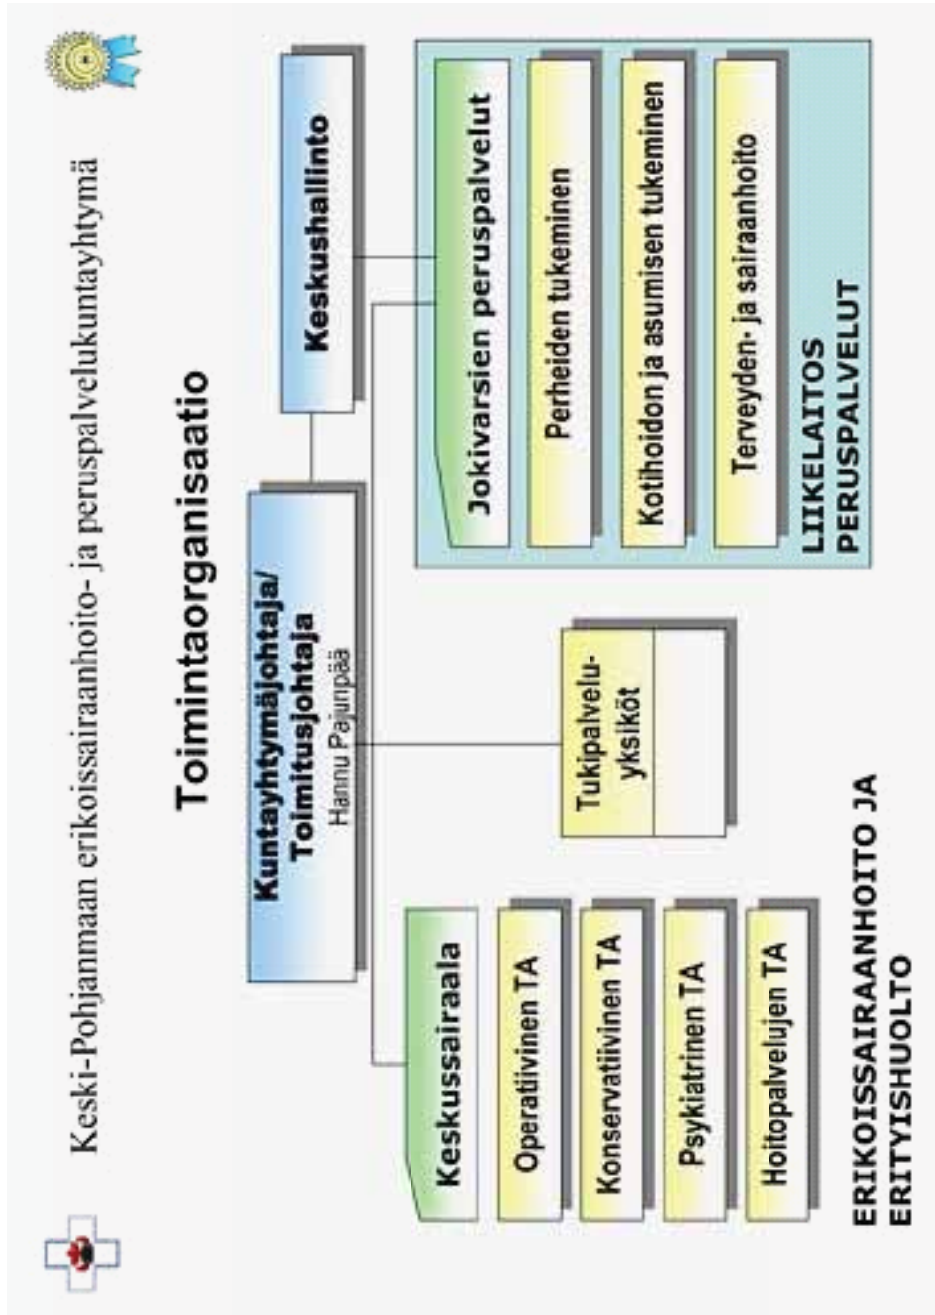 Keski-Pohjanmaan erikoissairaanhoito- ja peruspalvelukuntayhtymä
Toimintaorganisaatio
Kuntayhtymäjohtaja/
Toimitusjohtaja
Hannu Pajunpää
Keskushallinto
Keskussairaala
Operatiivinen TA
Konservatiivinen TA
Psykiatrinen TA
Hoitopalvelujen TA
ERIKOISSAIRAANHOITO JA
ERITYISHUOLTO
Tukipalvelu-
yksiköt
Jokivarsien peruspalvelut
Perheiden tukeminen
Kotihoidon ja asumisen tukeminen
Terveyden- ja sairaanhoito
LIIKELAITOS
PERUSPALVELUT